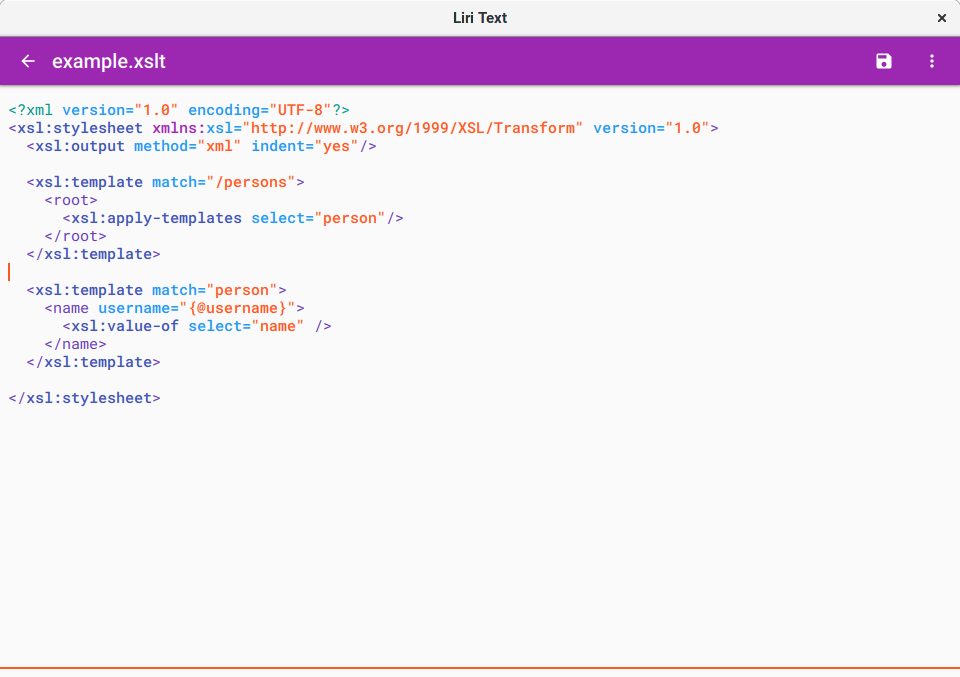 Liri Text
example.xslt
<?xml version="1.0" encoding="UTF-8"?>
<xsl:stylesheet xmlns:xsl="http://www.w3.org/1999/XSL/Transform" version="1.0">
  <xsl:output method="xml" indent="yes"/>

  <xsl:template match="/persons">
    <root>
      <xsl:apply-templates select="person"/>
    </root>
  </xsl:template>

  <xsl:template match="person">
    <name username="{@username}">
      <xsl:value-of select="name" />
    </name>
  </xsl:template>

</xsl:stylesheet>